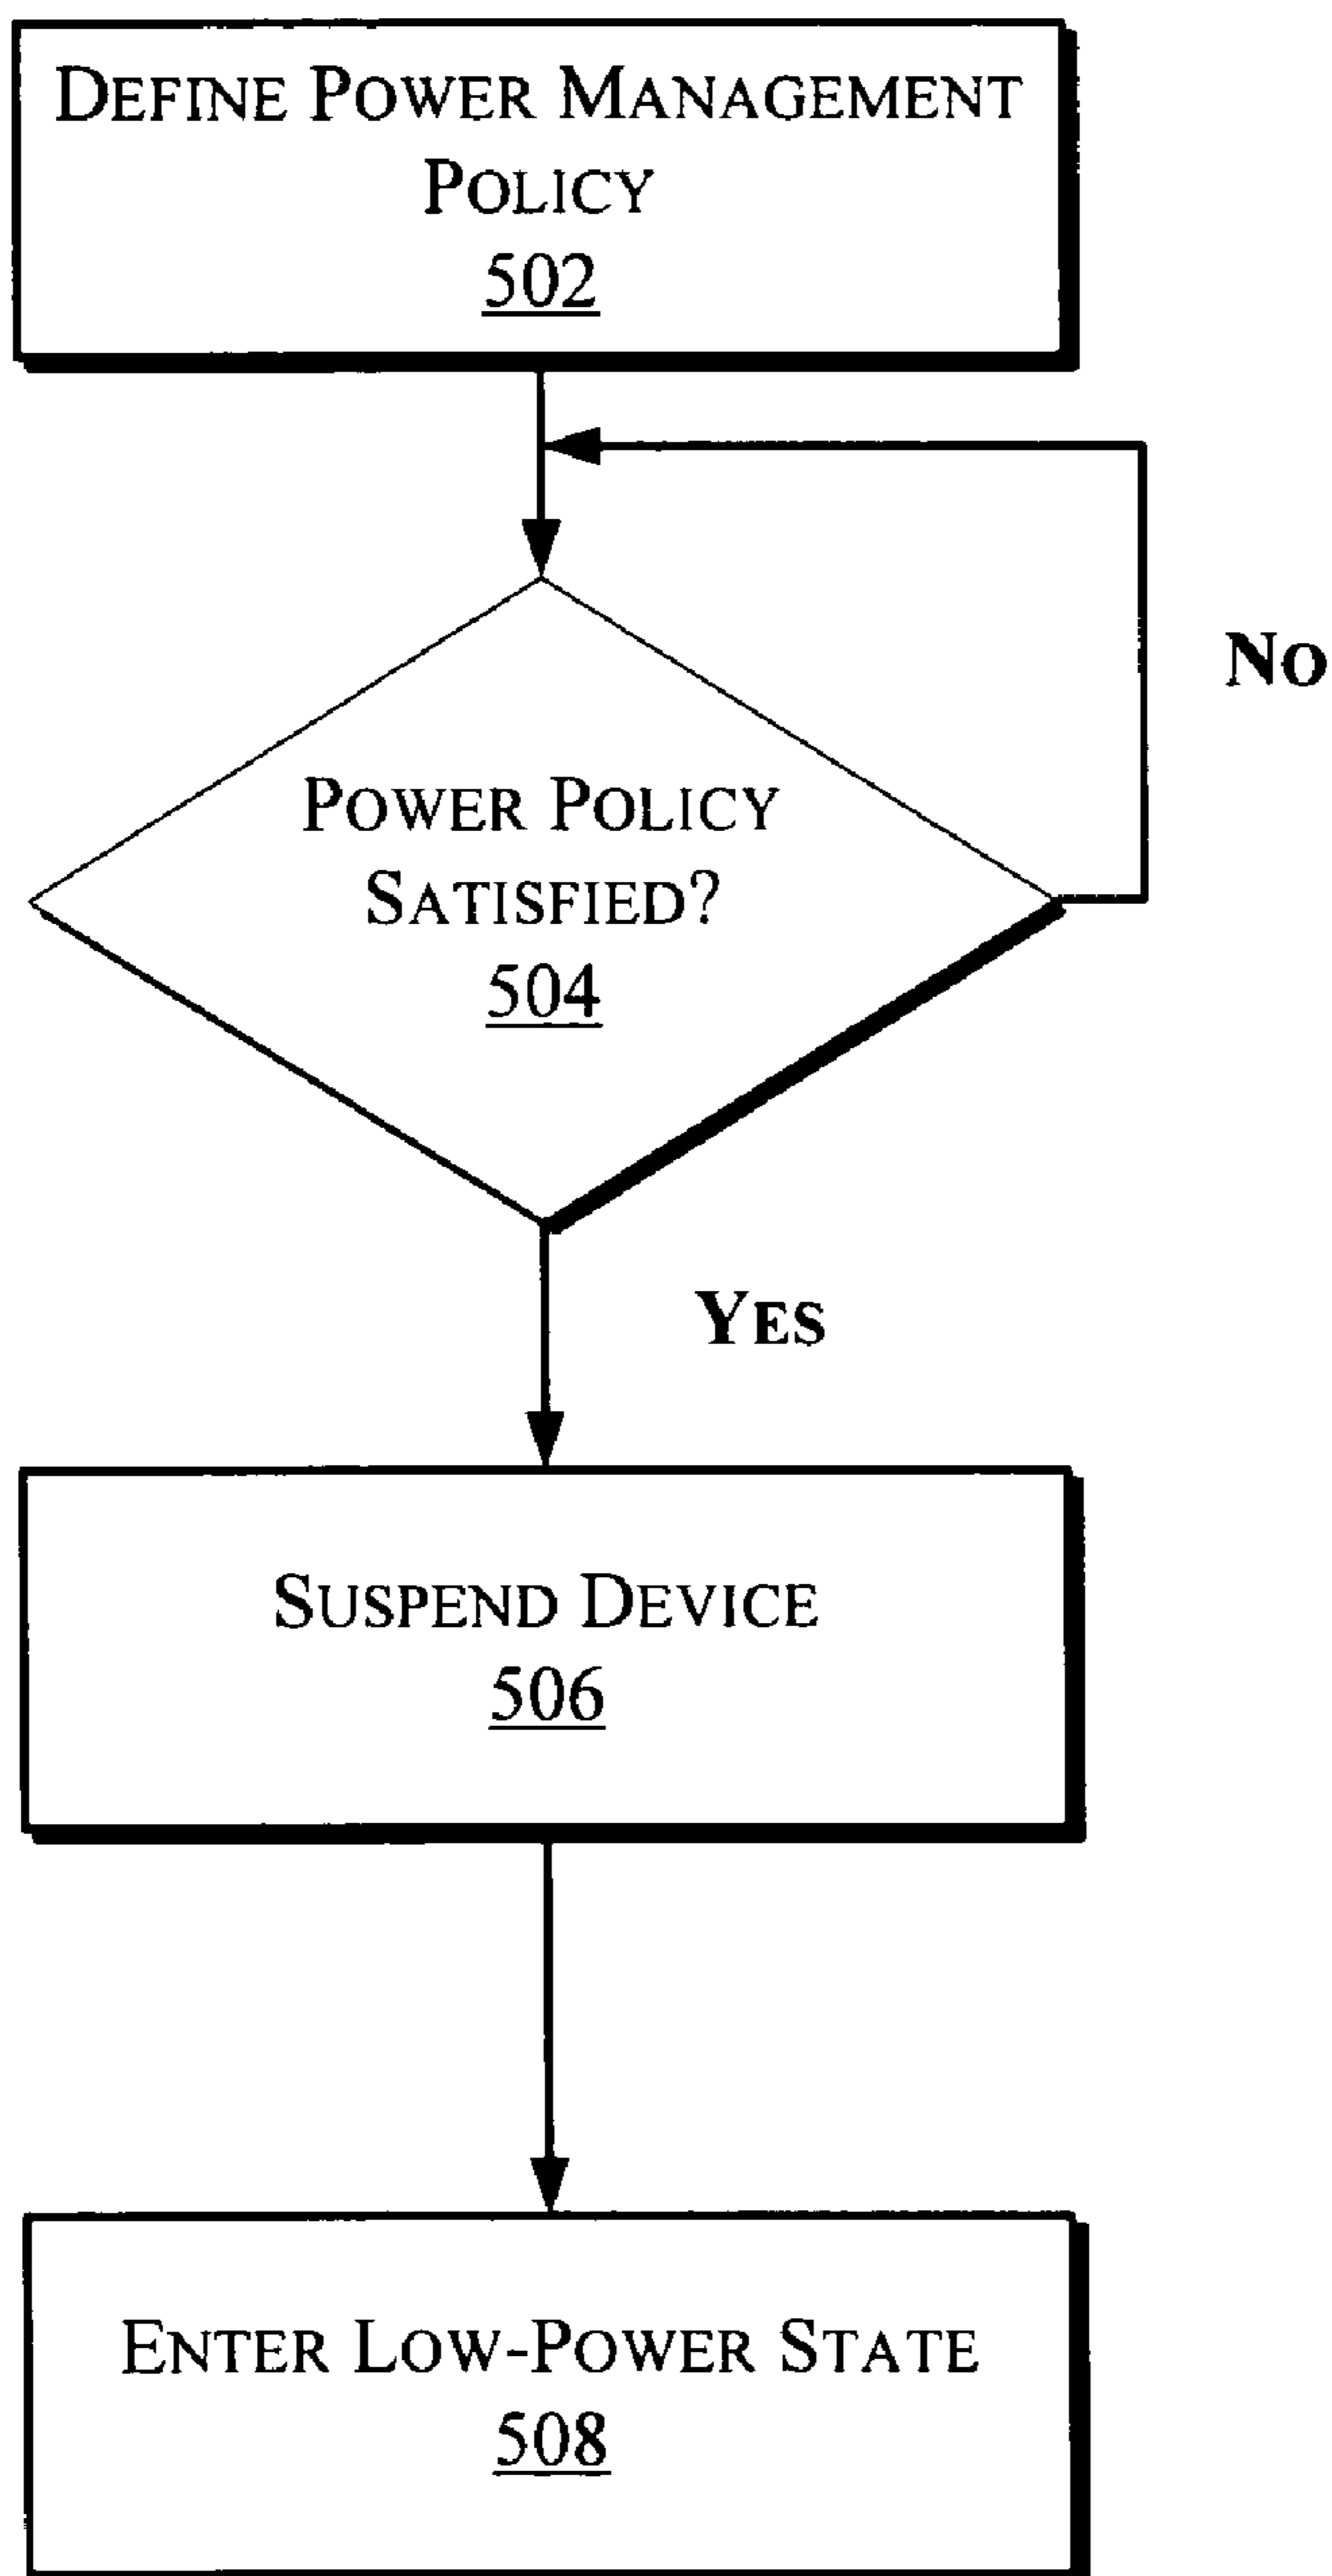 DEFINE POWER MANAGEMENT
POLICY
502
NO
POWER POLICY
SATISFIED?
504
YES
SUSPEND DEVICE
506
ENTER LOW-POWER STATE
508